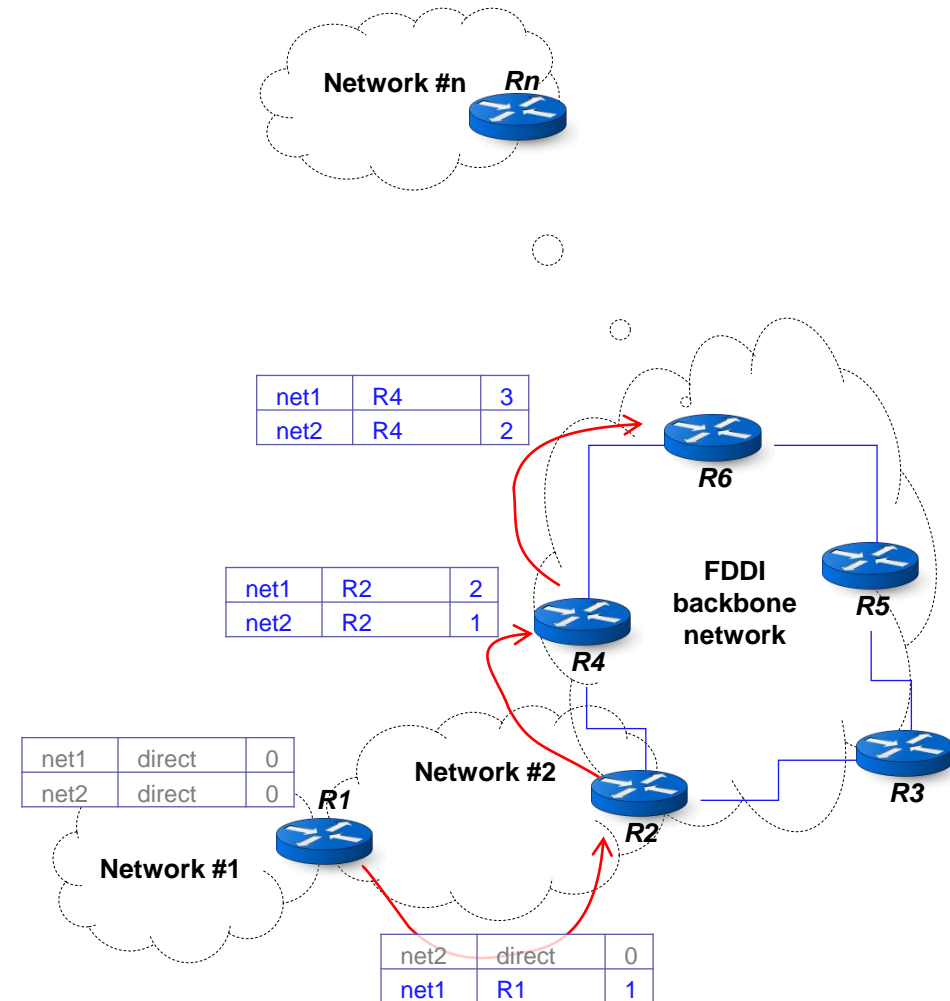 Network #n
Rn
net1 R4 3
net2 R4 2
R6
net1 R2 2
net2 R2 1
FDDI
backbone
network
R5
R4
net1 direct 0
net2 direct 0
Network #2
R1
R3
R2
Network #1
net2 direct 0
net1 R1 1